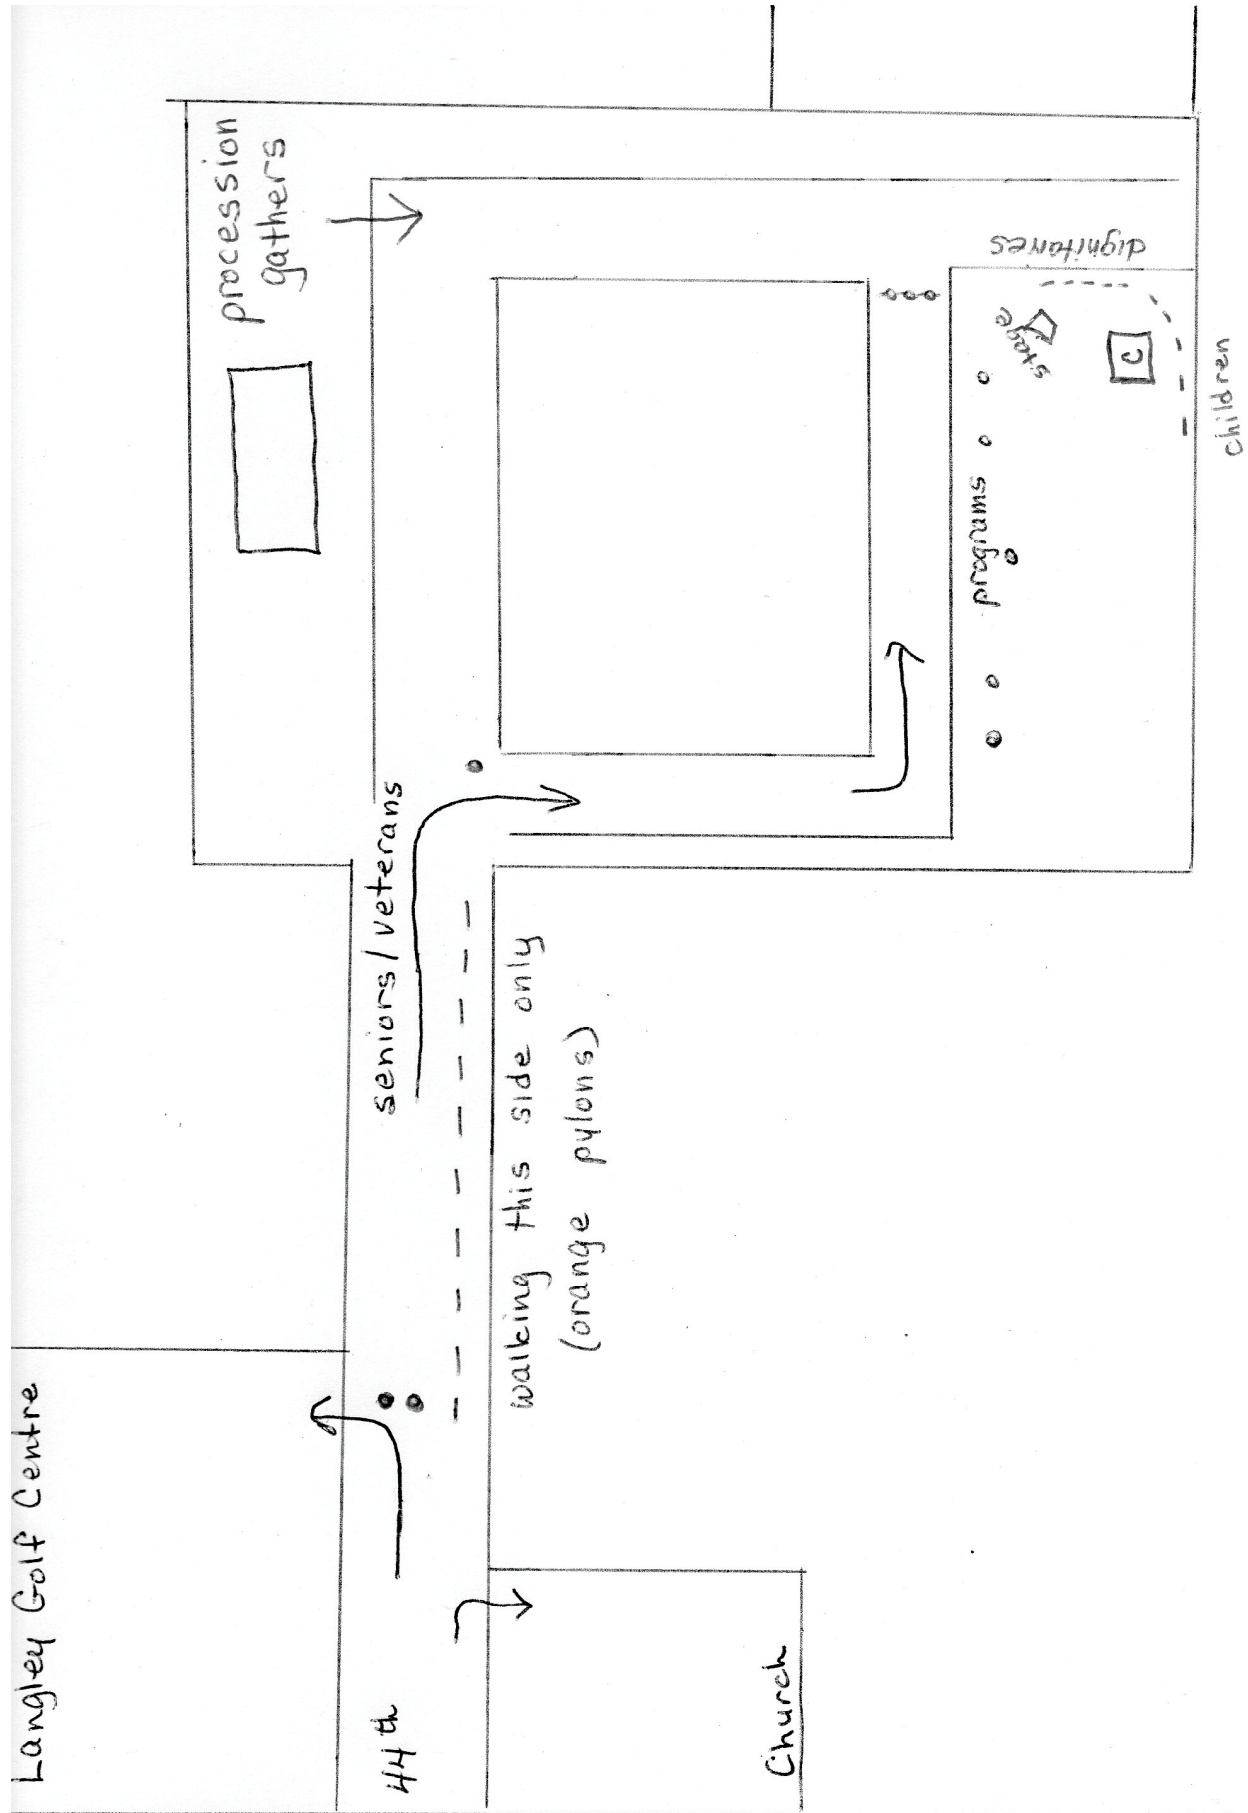 Langley Golf Centre
44th
Church
seniors/veterans
walking this side only
(orange pylons)
procession
gathers
programs
stage
C
dignitaries
children